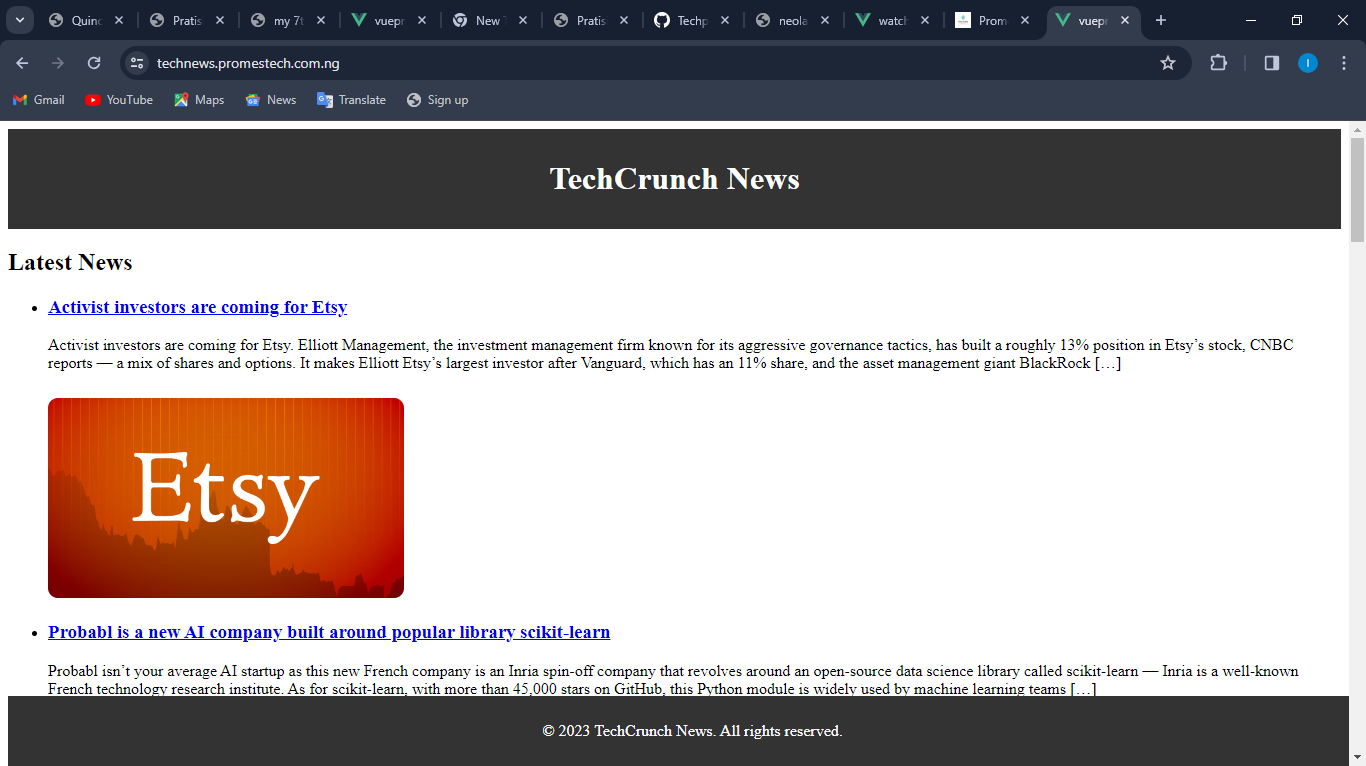 Quinc
Pratis
my 7t
vuepr
New T
Pratis
Techp
neola
watch
Prom
vuepr
technews.promestech.com.ng
I
Gmail
YouTube
Maps
News
Translate
Sign up
TechCrunch News
Latest News
Activist investors are coming for Etsy
Activist investors are coming for Etsy. Elliott Management, the investment management firm known for its aggressive governance tactics, has built a roughly 13% position in Etsy’s stock, CNBC
reports — a mix of shares and options. It makes Elliott Etsy’s largest investor after Vanguard, which has an 11% share, and the asset management giant BlackRock […]
Etsy
Probabl is a new AI company built around popular library scikit-learn
Probabl isn’t your average AI startup as this new French company is an Inria spin-off company that revolves around an open-source data science library called scikit-learn — Inria is a well-known
French technology research institute. As for scikit-learn, with more than 45,000 stars on GitHub, this Python module is widely used by machine learning teams […]
© 2023 TechCrunch News. All rights reserved.